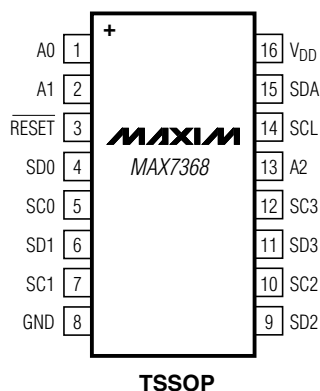 +
A0 1 16 VDD
A1 2 15 SDA
RESET 3 14 SCL
MAXIM
SD0 4 MAX7368 13 A2
SC0 5 12 SC3
SD1 6 11 SD3
SC1 7 10 SC2
GND 8 9 SD2
TSSOP